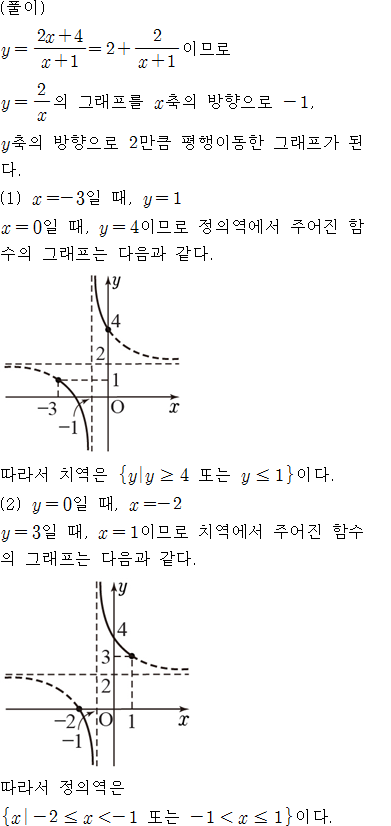 (풀이)
y = \frac{2x+4}{x+1} = 2 + \frac{2}{x+1} 이므로
y = \frac{2}{x} 의 그래프를 x축의 방향으로 −1,
y축의 방향으로 2만큼 평행이동한 그래프가 된
다.
(1) x=−3일 때, y=1
x=0일 때, y=4이므로 정의역에서 주어진 함
수의 그래프는 다음과 같다.
y
4
2
1
−3
O
x
−1
따라서 치역은 {y|y ≥ 4 또는 y ≤ 1}이다.
(2) y=0일 때, x=−2
y=3일 때, x=1이므로 치역에서 주어진 함수
의 그래프는 다음과 같다.
y
4
3
2
−2
O
1
x
−1
따라서 정의역은
{x|−2 ≤ x <−1 또는 −1 < x ≤ 1}이다.